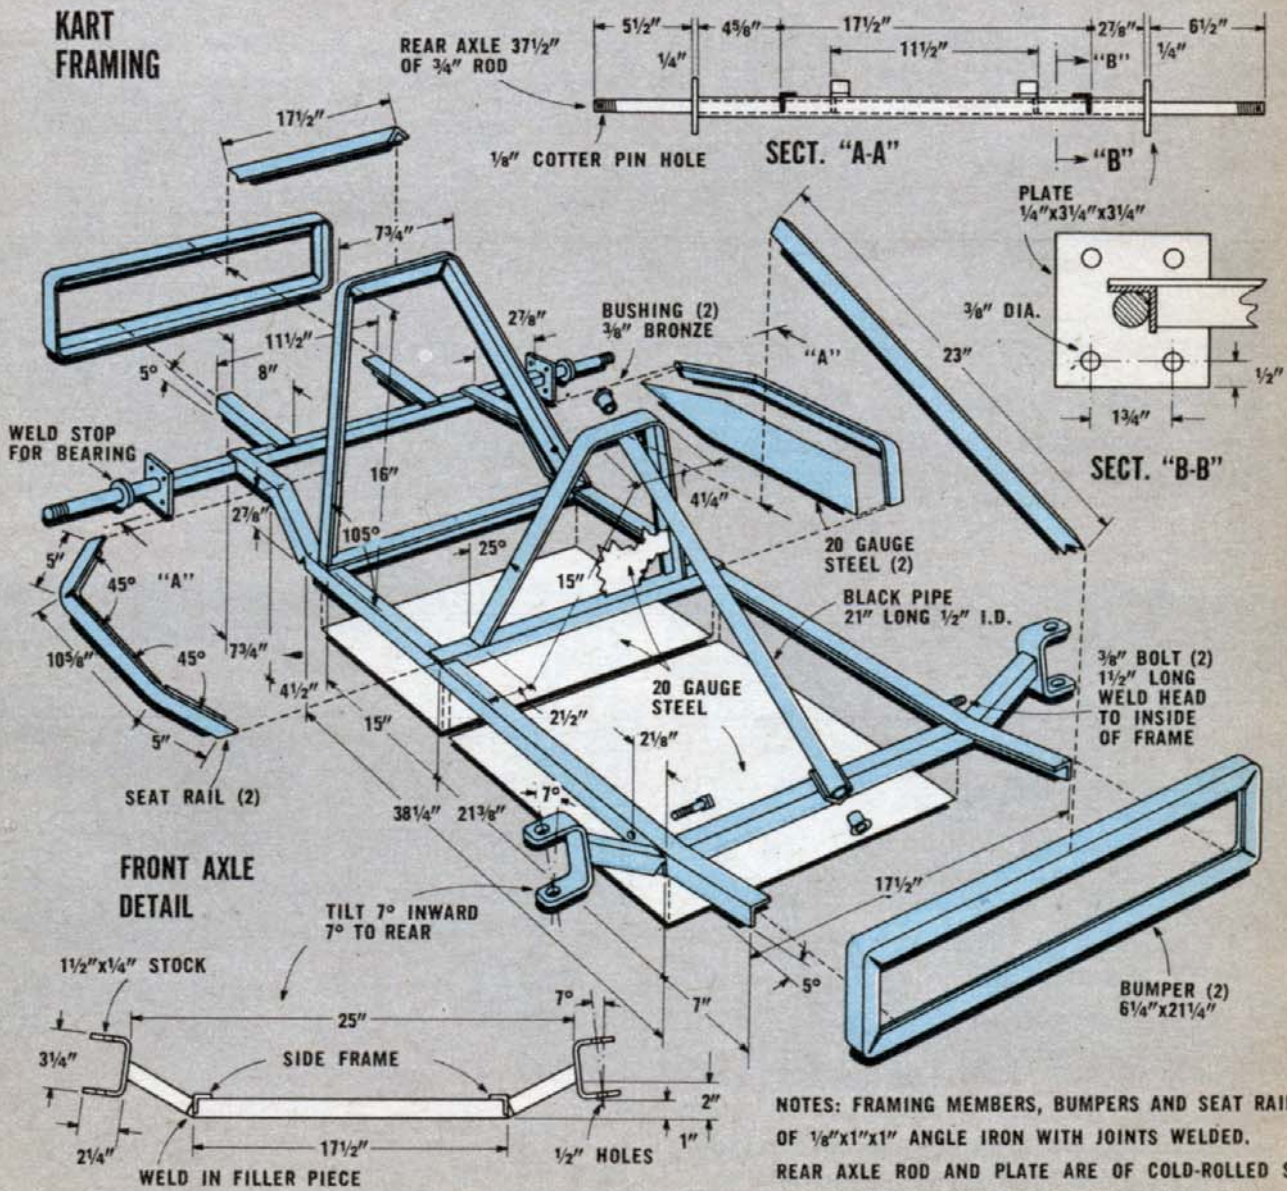 KART
FRAMING
REAR AXLE 37½"
OF ¾" ROD
5½"
4⅝"
17½"
2⅞"
6½"
¼"
11½"
"B"
¼"
⅛" COTTER PIN HOLE
SECT. "A-A"
"B"
PLATE
¼"x3¼"x3¼"
⅜" DIA.
½"
1¾"
SECT. "B-B"
17½"
7¾"
BUSHING (2)
⅜" BRONZE
2⅞"
"A"
23"
11½"
5°
8"
WELD STOP
FOR BEARING
16"
4¼"
2⅞"
105°
25°
15"
20 GAUGE
STEEL (2)
5"
45°
"A"
BLACK PIPE
21" LONG ½" I.D.
10⅝"
45°
7¾"
4½"
⅜" BOLT (2)
1½" LONG
WELD HEAD
TO INSIDE
OF FRAME
15"
2½"
20 GAUGE
STEEL
2⅛"
5"
SEAT RAIL (2)
38¼"
21⅜"
7°
17½"
FRONT AXLE
DETAIL
TILT 7° INWARD
7° TO REAR
5°
7"
BUMPER (2)
6¼"x21¼"
1½"x¼" STOCK
25"
7°
3¼"
SIDE FRAME
2"
1"
2¼"
17½"
½" HOLES
WELD IN FILLER PIECE
NOTES: FRAMING MEMBERS, BUMPERS AND SEAT RAI
OF ⅛"x1"x1" ANGLE IRON WITH JOINTS WELDED.
REAR AXLE ROD AND PLATE ARE OF COLD-ROLLED S